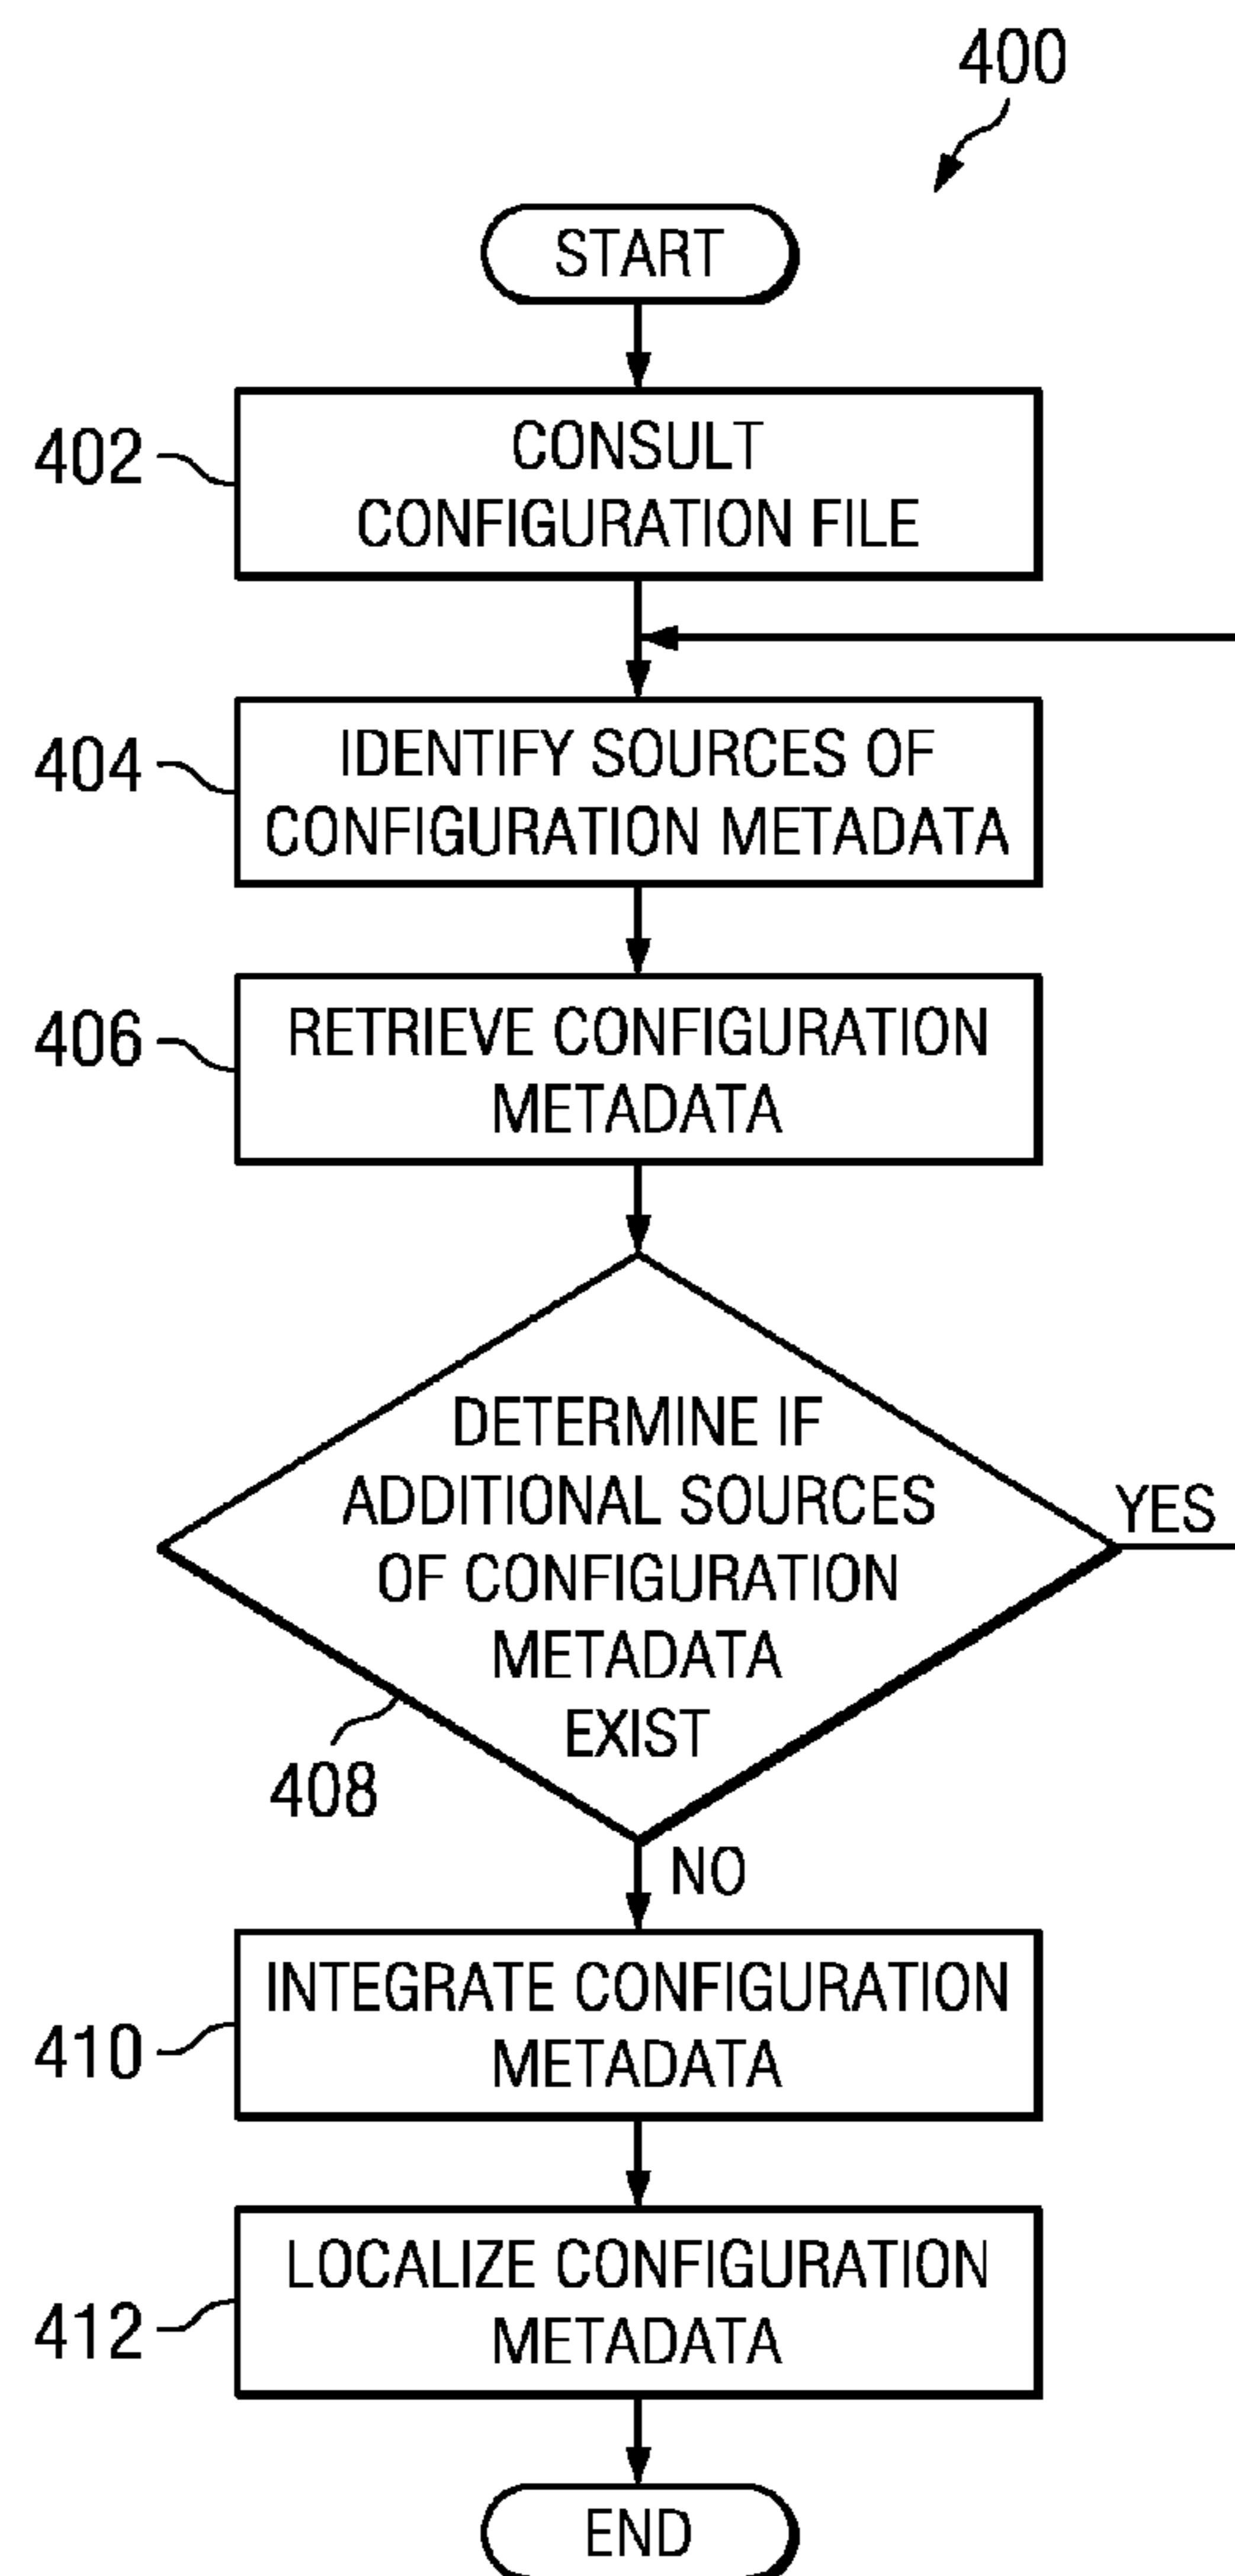 400
START
402
CONSULT
CONFIGURATION FILE
404
IDENTIFY SOURCES OF
CONFIGURATION METADATA
406
RETRIEVE CONFIGURATION
METADATA
DETERMINE IF
ADDITIONAL SOURCES
OF CONFIGURATION
METADATA
EXIST
YES
408
NO
410
INTEGRATE CONFIGURATION
METADATA
412
LOCALIZE CONFIGURATION
METADATA
END